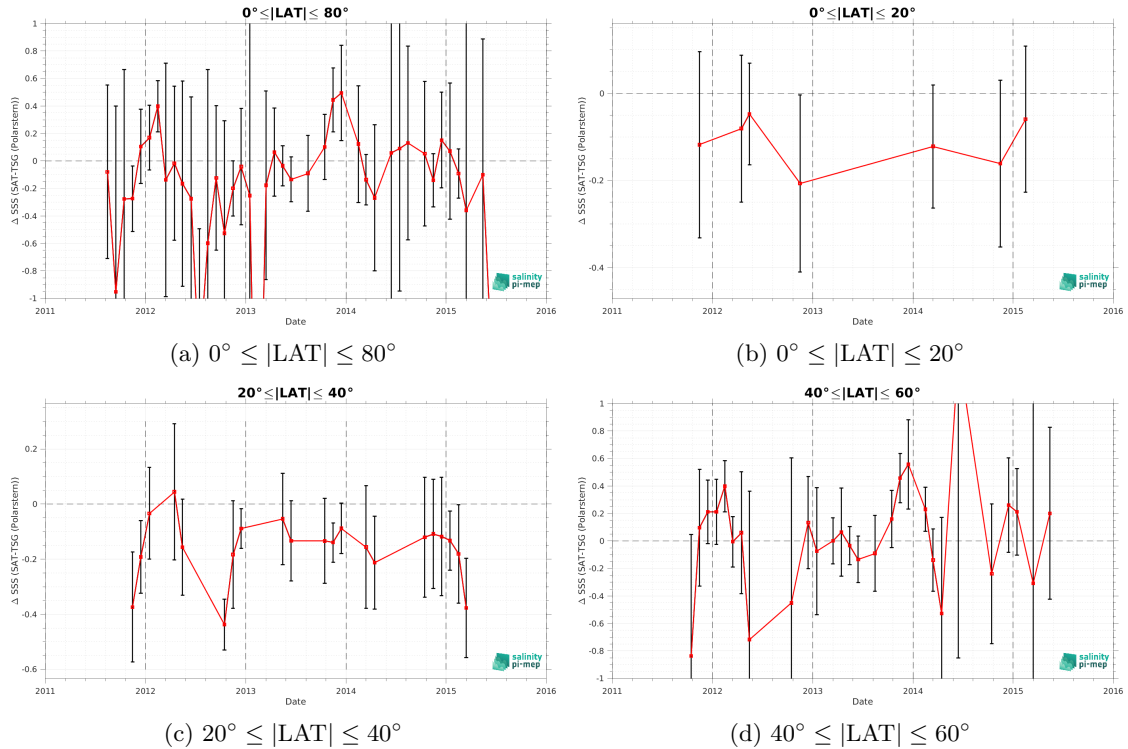 0°≤|LAT|≤ 80°
Δ SSS (SAT-TSG (Polarstern))
1
0.8
0.6
0.4
0.2
0
-0.2
-0.4
-0.6
-0.8
-1
2011 2012 2013 2014 2015 2016
Date
salinity
pi-mep
(a) 0° ≤ |LAT| ≤ 80°
0°≤|LAT|≤ 20°
Δ SSS (SAT-TSG (Polarstern))
0
-0.2
-0.4
2011 2012 2013 2014 2015 2016
Date
salinity
pi-mep
(b) 0° ≤ |LAT| ≤ 20°
20°≤|LAT|≤ 40°
Δ SSS (SAT-TSG (Polarstern))
0.2
0
-0.2
-0.4
-0.6
2011 2012 2013 2014 2015 2016
Date
salinity
pi-mep
(c) 20° ≤ |LAT| ≤ 40°
40°≤|LAT|≤ 60°
Δ SSS (SAT-TSG (Polarstern))
1
0.8
0.6
0.4
0.2
0
-0.2
-0.4
-0.6
-0.8
-1
2011 2012 2013 2014 2015 2016
Date
salinity
pi-mep
(d) 40° ≤ |LAT| ≤ 60°